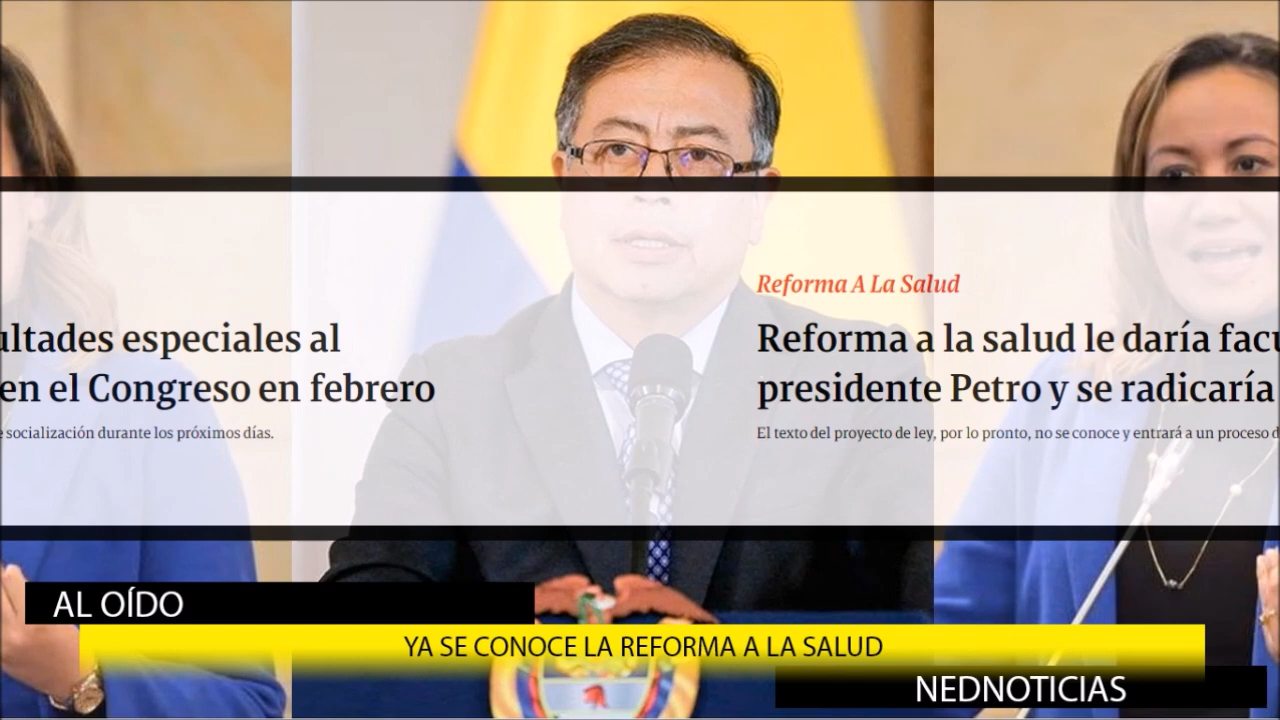 Reforma A La Salud
ultades especiales al
en el Congreso en febrero
socialización durante los próximos días.
Reforma a la salud le daría facu
presidente Petro y se radicaría
El texto del proyecto de ley, por lo pronto, no se conoce y entrará a un proceso d
AL OÍDO
YA SE CONOCE LA REFORMA A LA SALUD
NEDNOTICIAS